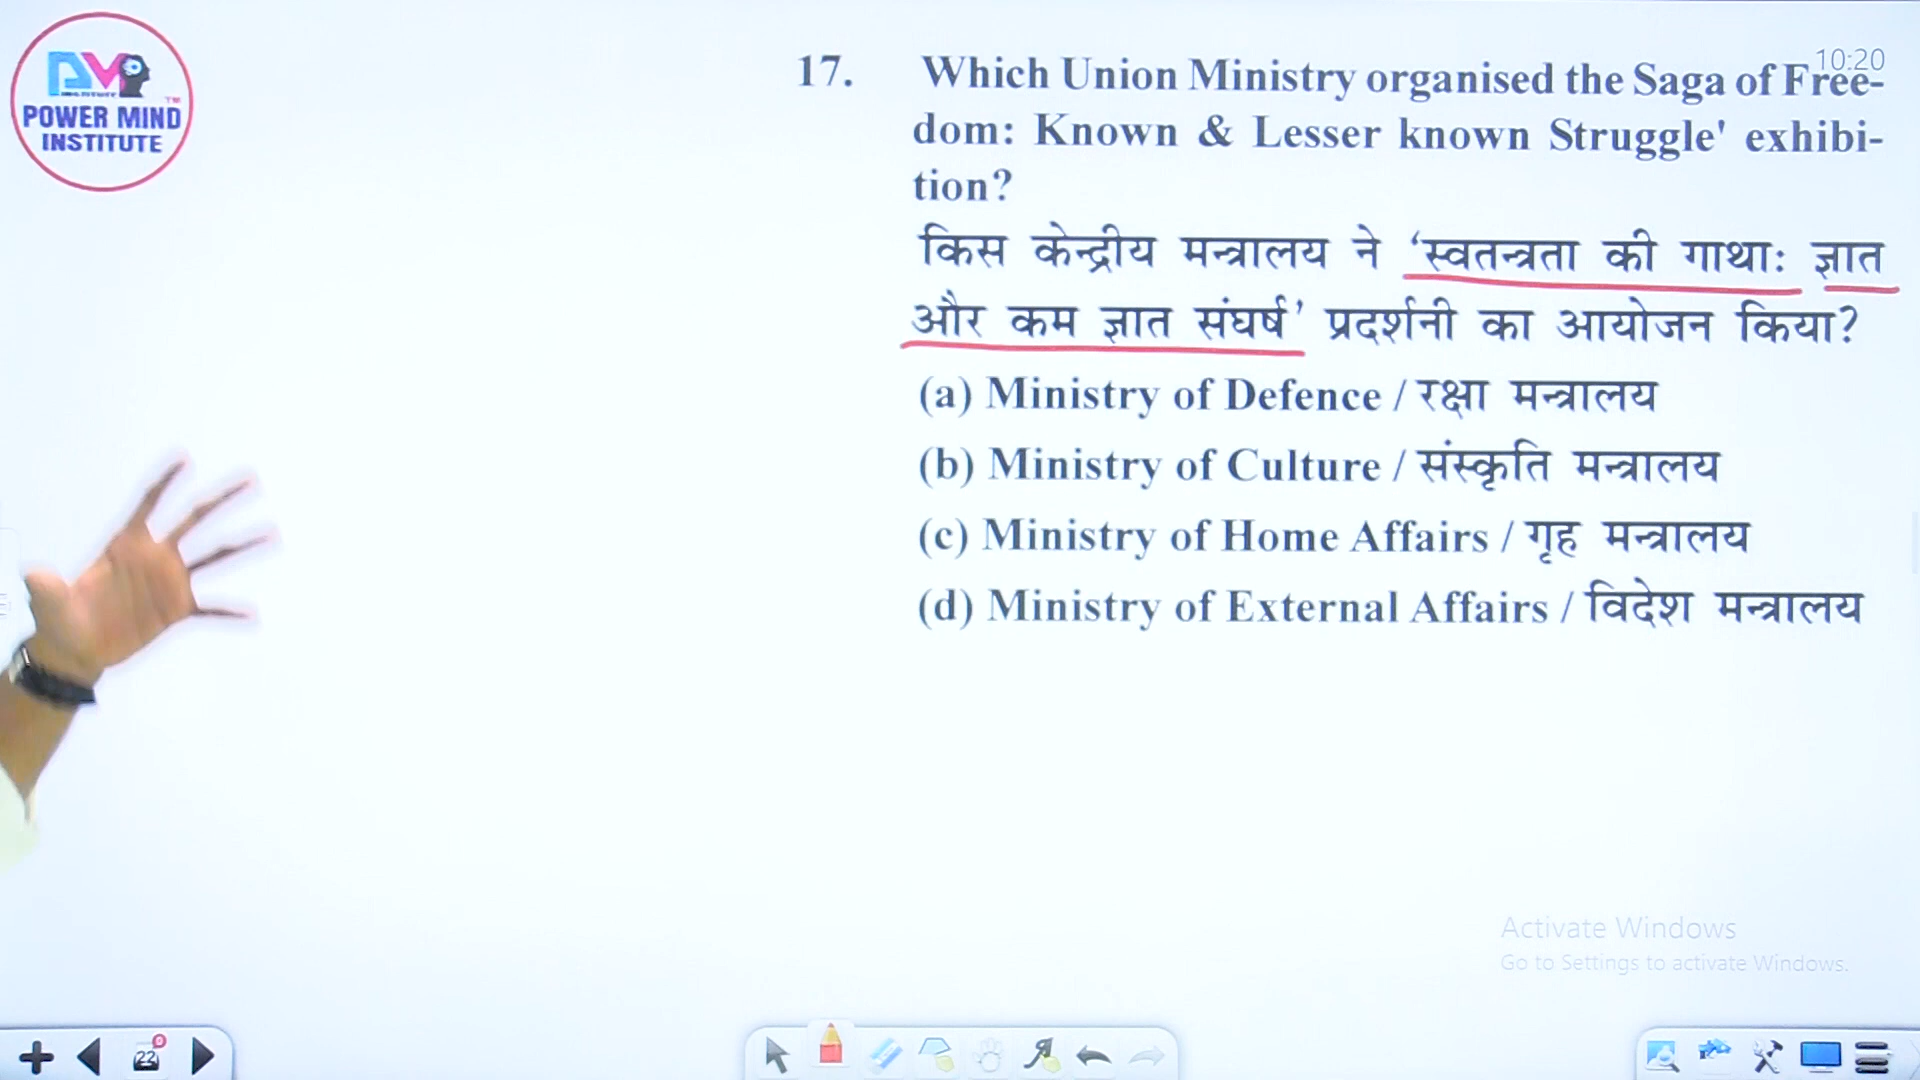 POWER MIND
INSTITUTE
10:20
17. Which Union Ministry organised the Saga of Free-
dom: Known & Lesser known Struggle' exhibi-
tion?
किस केन्द्रीय मन्त्रालय ने ‘स्वतन्त्रता की गाथाः ज्ञात
और कम ज्ञात संघर्ष’ प्रदर्शनी का आयोजन किया?
(a) Ministry of Defence / रक्षा मन्त्रालय
(b) Ministry of Culture / संस्कृति मन्त्रालय
(c) Ministry of Home Affairs / गृह मन्त्रालय
(d) Ministry of External Affairs / विदेश मन्त्रालय
Activate Windows
Go to Settings to activate Windows.
22